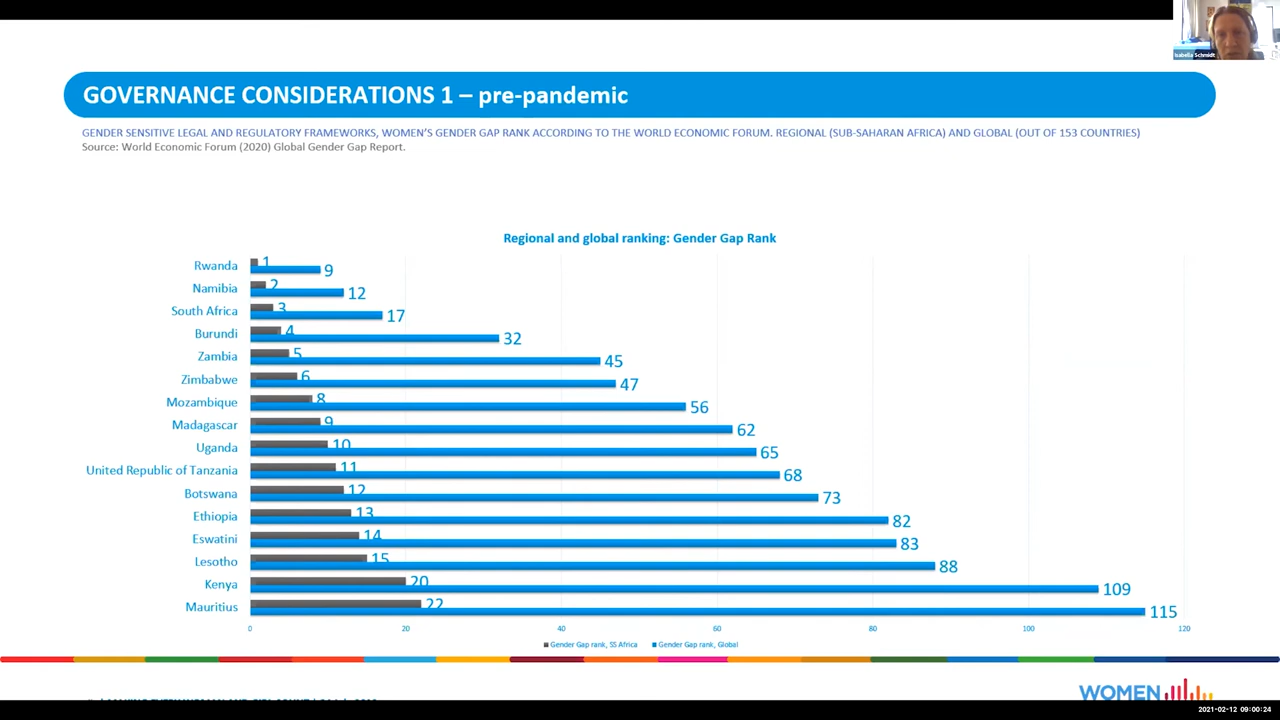 Isabella Schmidt
GOVERNANCE CONSIDERATIONS 1 – pre-pandemic
GENDER SENSITIVE LEGAL AND REGULATORY FRAMEWORKS, WOMEN'S GENDER GAP RANK ACCORDING TO THE WORLD ECONOMIC FORUM. REGIONAL (SUB-SAHARAN AFRICA) AND GLOBAL (OUT OF 153 COUNTRIES)
Source: World Economic Forum (2020) Global Gender Gap Report.
Regional and global ranking: Gender Gap Rank
Rwanda 1 9
Namibia 2 12
South Africa 3 17
Burundi 4 32
Zambia 5 45
Zimbabwe 6 47
Mozambique 8 56
Madagascar 9 62
Uganda 10 65
United Republic of Tanzania 11 68
Botswana 12 73
Ethiopia 13 82
Eswatini 14 83
Lesotho 15 88
Kenya 20 109
Mauritius 22 115
0 20 40 60 80 100 120
Gender Gap rank, SS Africa Gender Gap rank, Global
WOMEN
2021-02-12 09:00:24